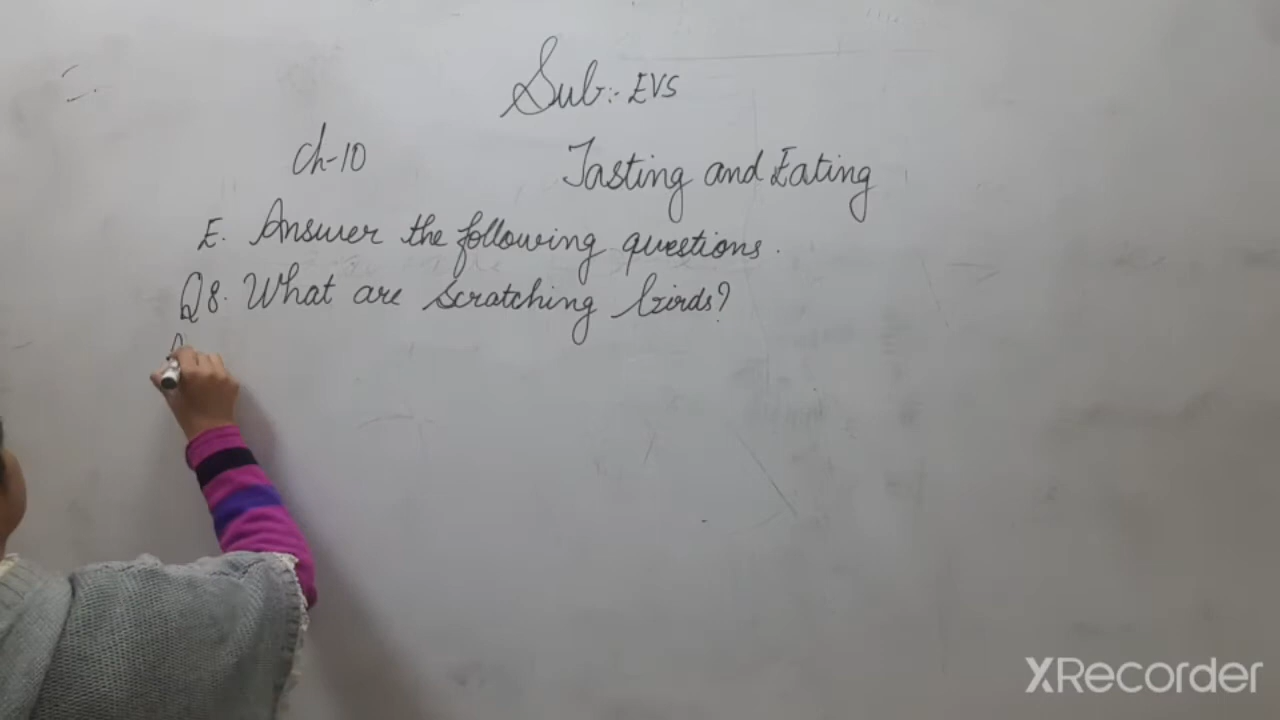 Sub:- EVS
Ch-10 Tasting and Eating
E. Answer the following questions.
Q8. What are scratching birds?
XRecorder